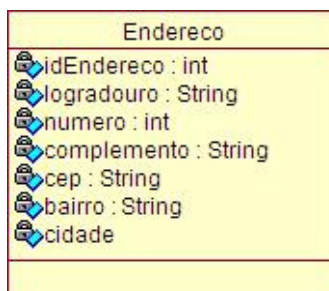 Endereco
idEndereco : int
logradouro : String
numero : int
complemento : String
cep : String
bairro : String
cidade